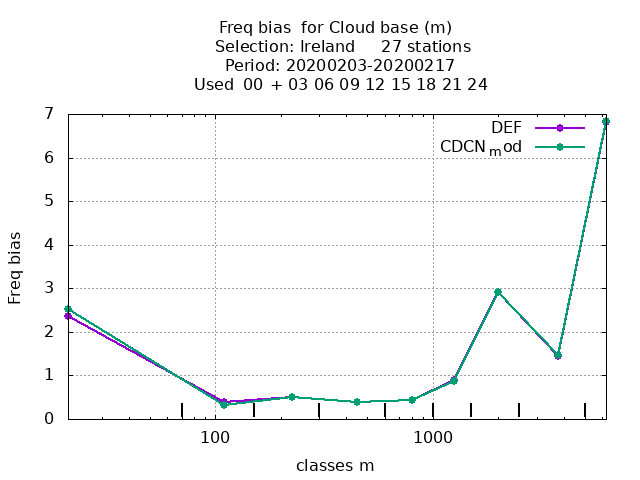 Freq bias  for Cloud base (m)
Selection: Ireland     27 stations
Period: 20200203-20200217
Used  00 + 03 06 09 12 15 18 21 24
7
6
5
4
3
2
1
0
Freq bias
DEF
CDCNmod
100
1000
classes m